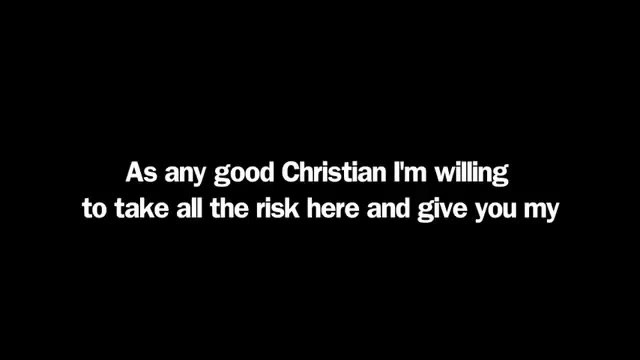 As any good Christian I'm willing
to take all the risk here and give you my